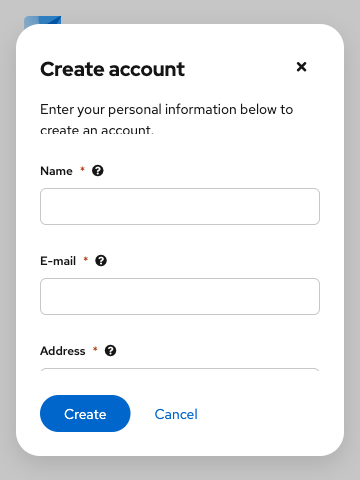 Create account
Enter your personal information below to
create an account.
Name *
E-mail *
Address *
Create Cancel